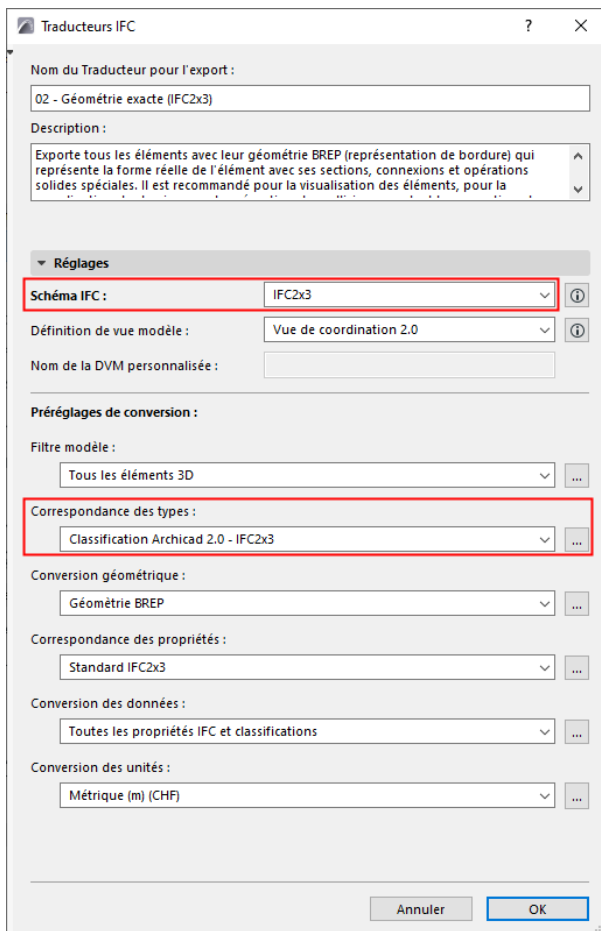 Traducteurs IFC
?
Nom du Traducteur pour l'export :
02 - Géométrie exacte (IFC2x3)
Description :
Exporte tous les éléments avec leur géométrie BREP (représentation de bordure) qui
représente la forme réelle de l'élément avec ses sections, connexions et opérations
solides spéciales. Il est recommandé pour la visualisation des éléments, pour la
Réglages
Schéma IFC : IFC2x3
Définition de vue modèle : Vue de coordination 2.0
Nom de la DVM personnalisée :
Préréglages de conversion :
Filtre modèle :
Tous les éléments 3D ...
Correspondance des types :
Classification Archicad 2.0 - IFC2x3 ...
Conversion géométrique :
Géomètrie BREP ...
Correspondance des propriétés :
Standard IFC2x3 ...
Conversion des données :
Toutes les propriétés IFC et classifications ...
Conversion des unités :
Métrique (m) (CHF) ...
Annuler OK